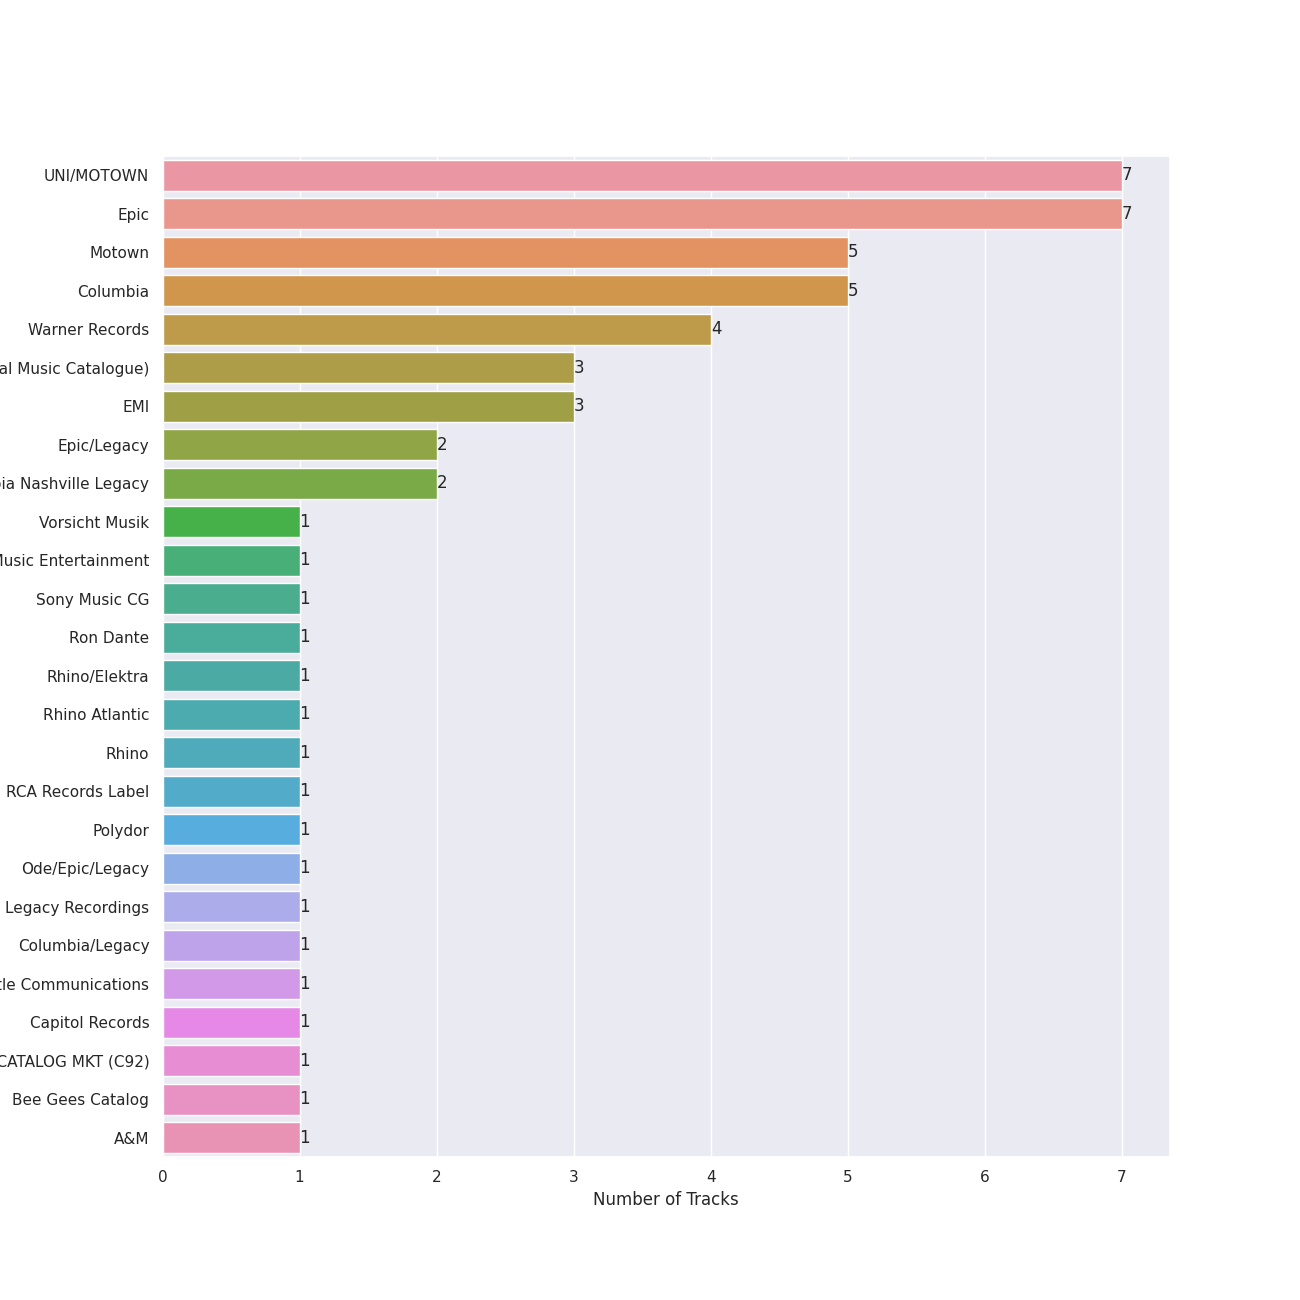 UNI/MOTOWN 7
Epic 7
Motown 5
Columbia 5
Warner Records 4
Music Catalogue) 3
EMI 3
Epic/Legacy 2
Nashville Legacy 2
Vorsicht Musik 1
Entertainment 1
Sony Music CG 1
Ron Dante 1
Rhino/Elektra 1
Rhino Atlantic 1
Rhino 1
RCA Records Label 1
Polydor 1
Ode/Epic/Legacy 1
Legacy Recordings 1
Columbia/Legacy 1
Communications 1
Capitol Records 1
CATALOG MKT (C92) 1
Bee Gees Catalog 1
A&M 1
0 1 2 3 4 5 6 7
Number of Tracks